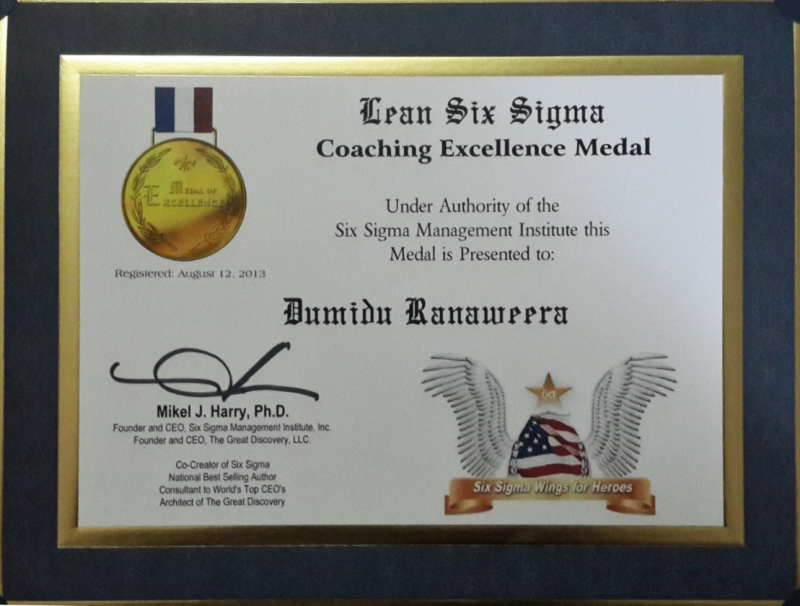 Lean Six Sigma
Coaching Excellence Medal
MEDAL OF
EXCELLENCE
Registered: August 12, 2013
Under Authority of the
Six Sigma Management Institute this
Medal is Presented to:
Dumidu Ranaweera
Mikel J. Harry, Ph.D.
Founder and CEO, Six Sigma Management Institute, Inc.
Founder and CEO, The Great Discovery, LLC.
Co-Creator of Six Sigma
National Best Selling Author
Consultant to World's Top CEO's
Architect of The Great Discovery
6σ
Six Sigma Wings for Heroes